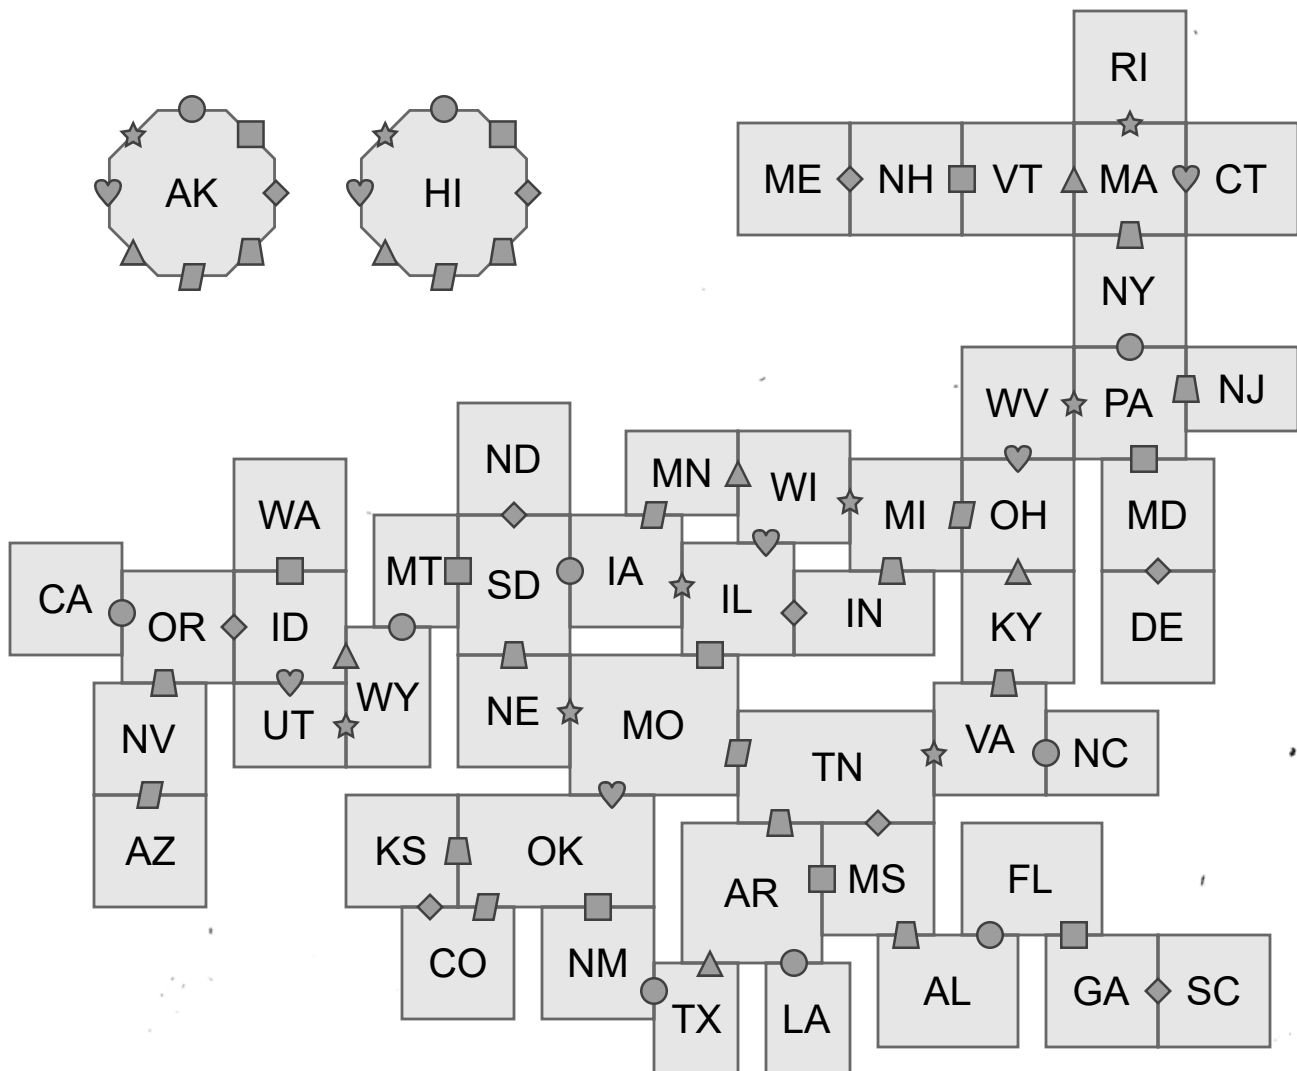 RI
ME NH VT MA CT
AK HI
NY
WV PA NJ
ND
MN WI
WA MI OH MD
CA OR ID MT SD IA IL IN KY DE
NV UT WY NE MO TN VA NC
AZ KS OK AR MS FL
CO NM TX LA AL GA SC